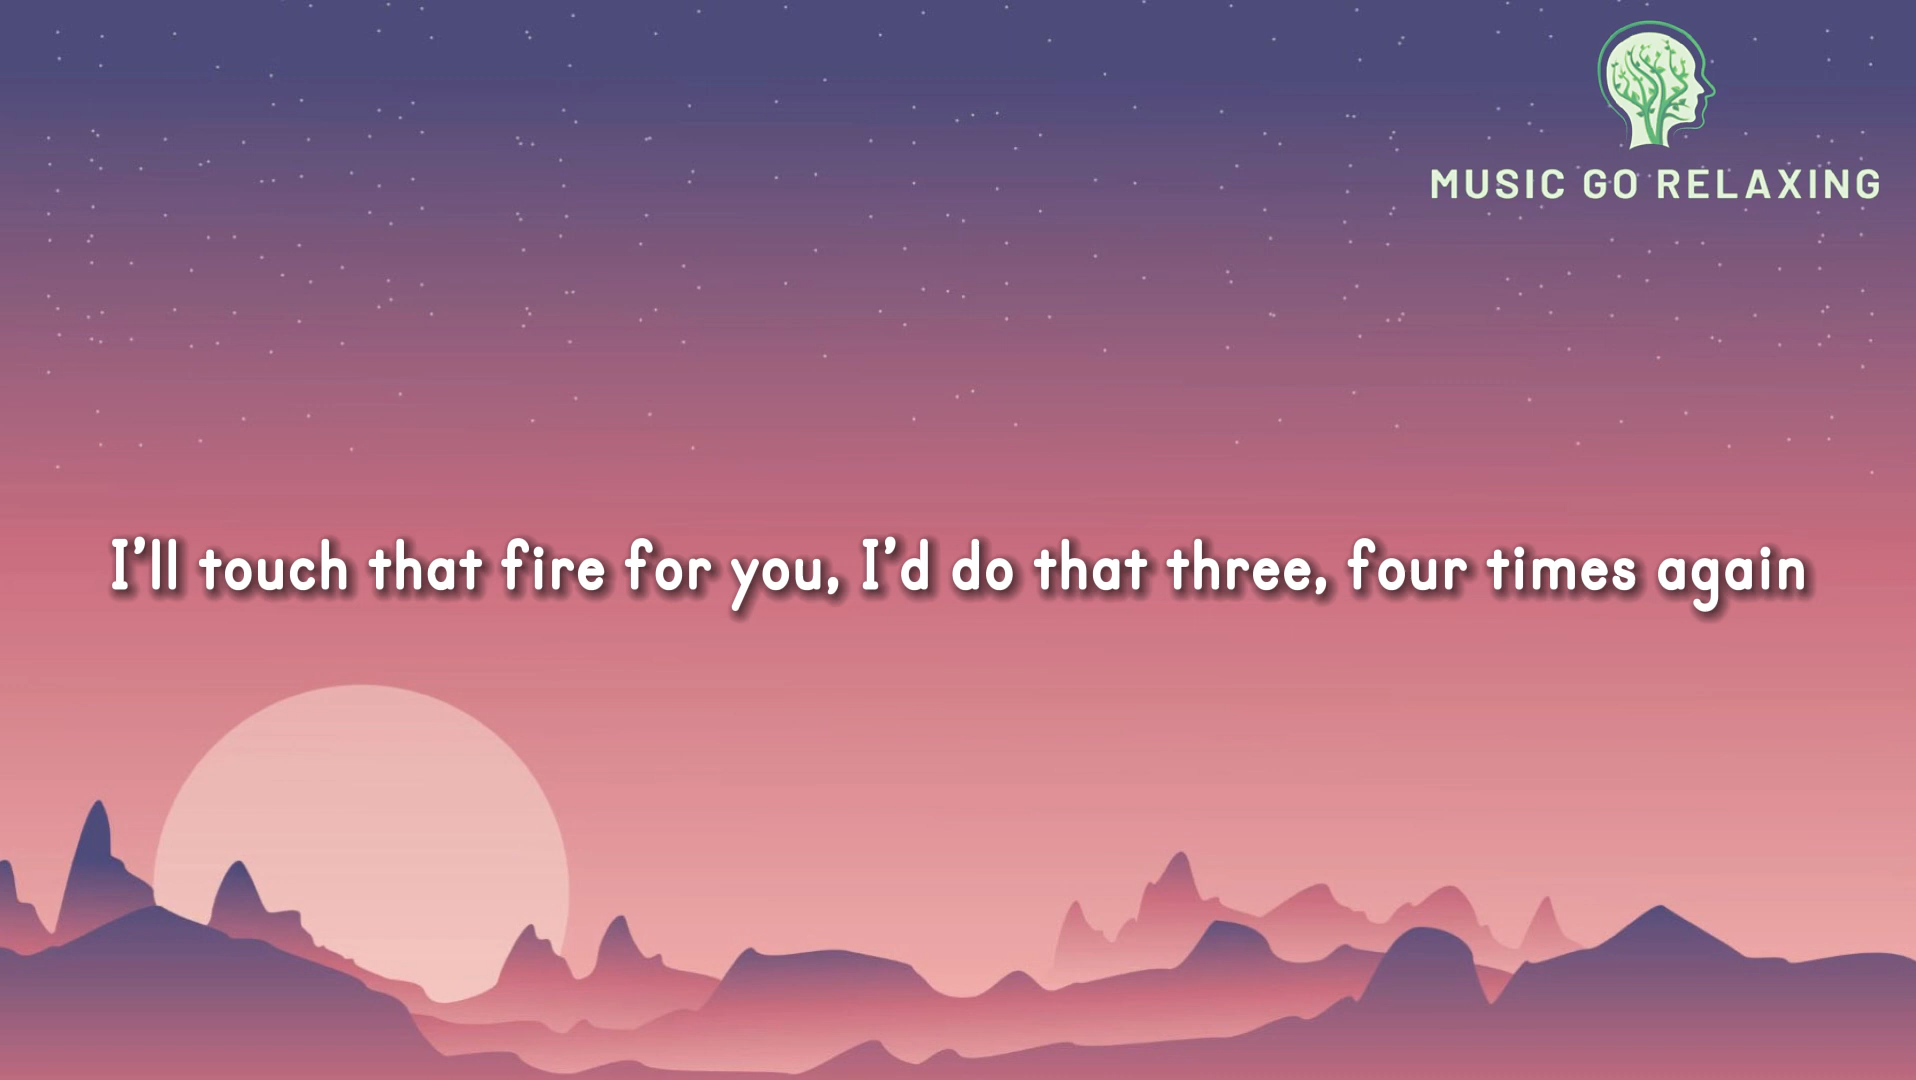 MUSIC GO RELAXING
I’ll touch that fire for you, I’d do that three, four times again